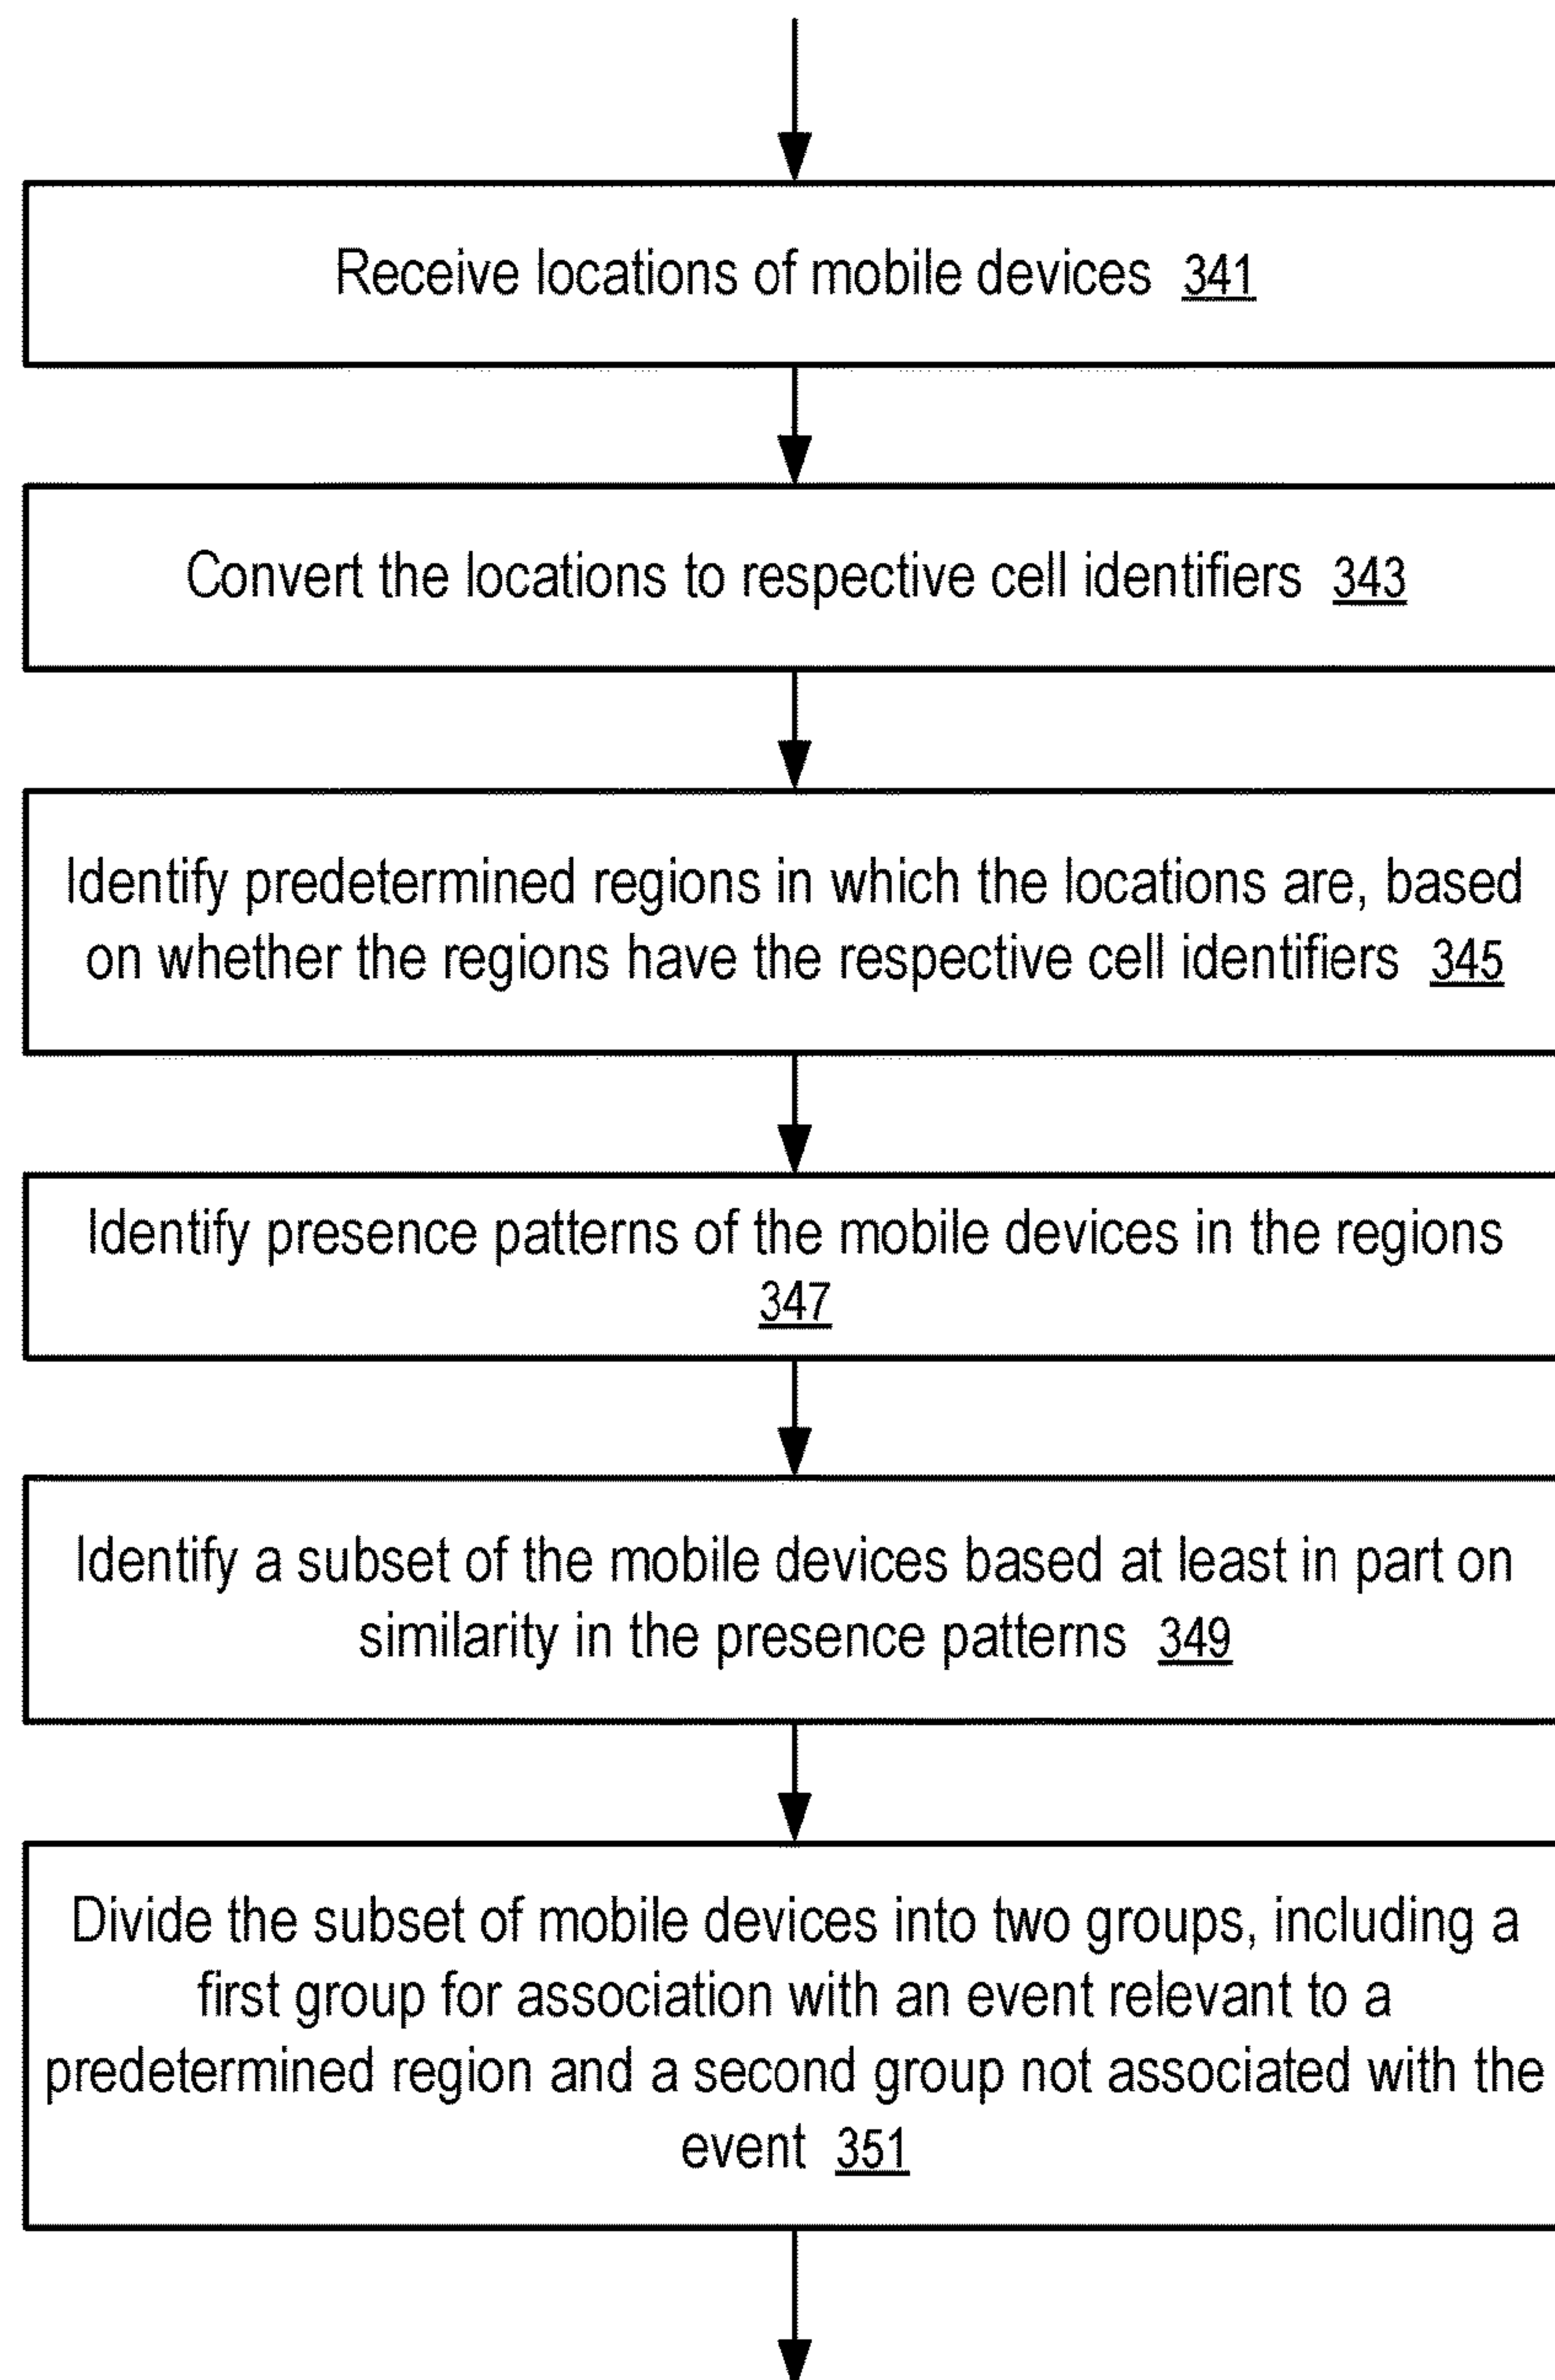 Receive locations of mobile devices 341
Convert the locations to respective cell identifiers 343
Identify predetermined regions in which the locations are, based
on whether the regions have the respective cell identifiers 345
Identify presence patterns of the mobile devices in the regions
347
Identify a subset of the mobile devices based at least in part on
similarity in the presence patterns 349
Divide the subset of mobile devices into two groups, including a
first group for association with an event relevant to a
predetermined region and a second group not associated with the
event 351